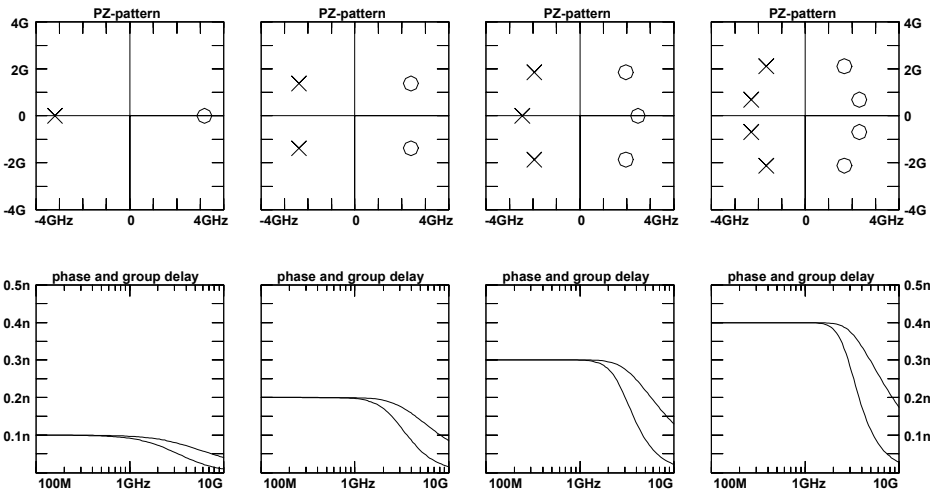 PZ-pattern PZ-pattern PZ-pattern PZ-pattern
4G 4G
2G 2G
0 0
-2G -2G
-4G -4G
-4GHz 0 4GHz -4GHz 0 4GHz -4GHz 0 4GHz -4GHz 0 4GHz
phase and group delay phase and group delay phase and group delay phase and group delay
0.5n 0.5n
0.4n 0.4n
0.3n 0.3n
0.2n 0.2n
0.1n 0.1n
100M 1GHz 10G 100M 1GHz 10G 100M 1GHz 10G 100M 1GHz 10G